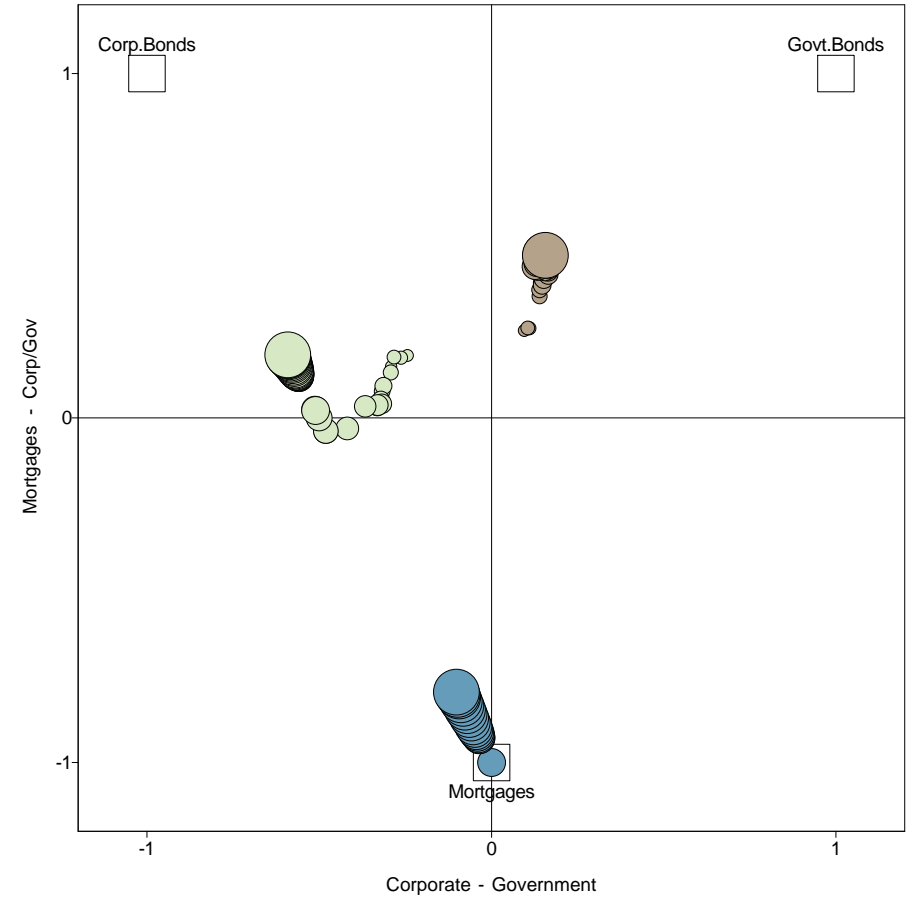 Corp.Bonds
Govt.Bonds
1
Mortgages - Corp/Gov
0
-1
Mortgages
-1
0
1
Corporate - Government